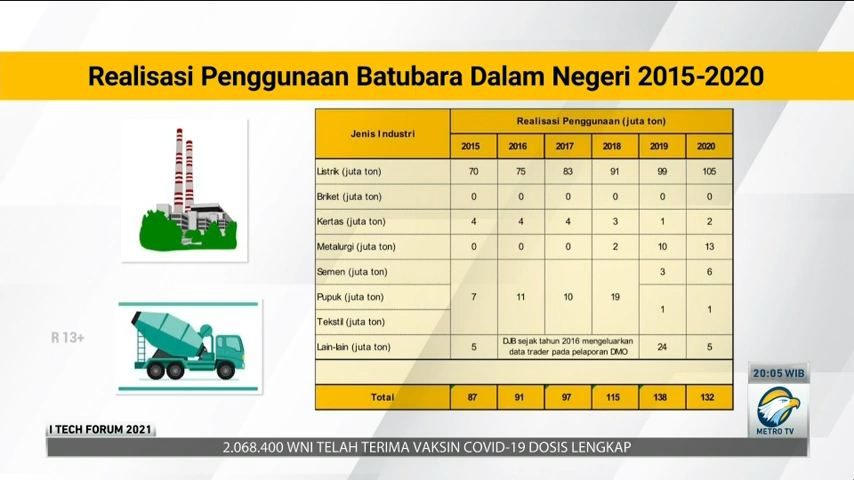 Realisasi Penggunaan Batubara Dalam Negeri 2015-2020
Jenis Industri
Realisasi Penggunaan (juta ton)
2015 2016 2017 2018 2019 2020
Listrik (juta ton) 70 75 83 91 99 105
Briket (juta ton) 0 0 0 0 0 0
Kertas (juta ton) 4 4 4 3 1 2
Metalurgi (juta ton) 0 0 0 2 10 13
Semen (juta ton) 3 6
Pupuk (juta ton) 7 11 10 19 1 1
Tekstil (juta ton)
Lain-lain (juta ton) 5 DJB sejak tahun 2016 mengeluarkan 24 5
data trader pada pelaporan DMO
Total 87 91 97 115 138 132
R 13+
20:05 WIB
METRO TV
I TECH FORUM 2021
2.068.400 WNI TELAH TERIMA VAKSIN COVID-19 DOSIS LENGKAP